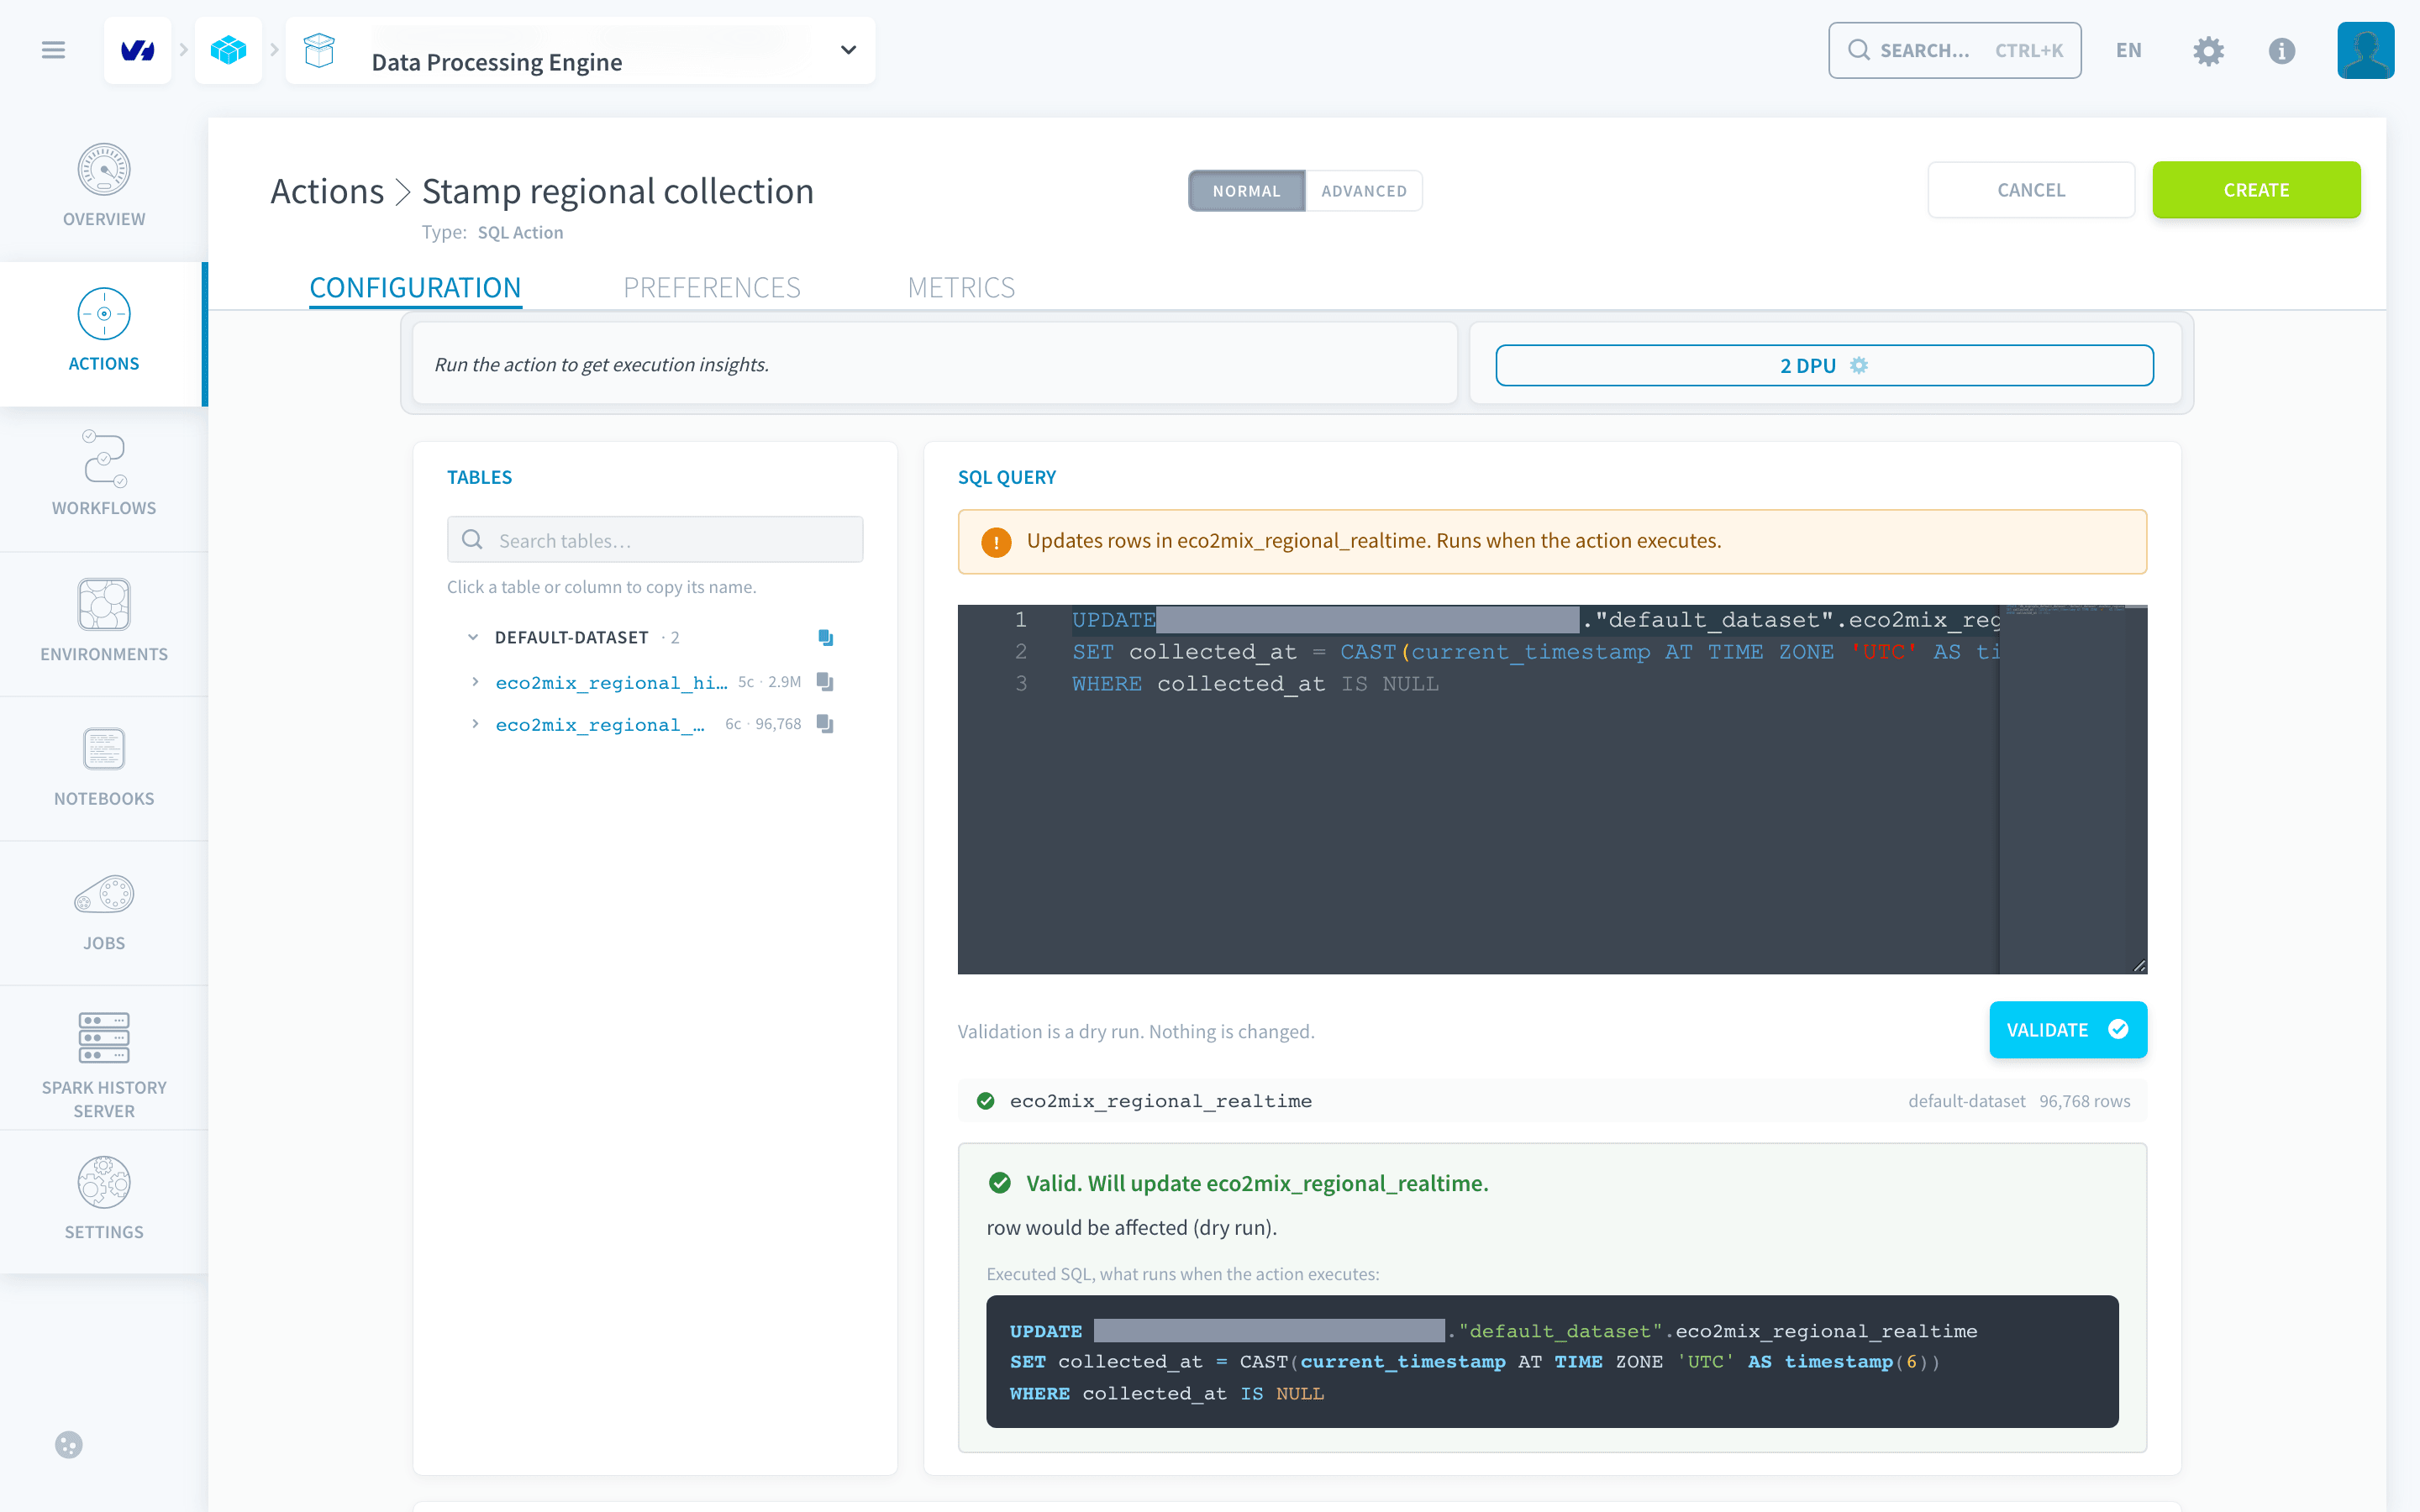 Data Processing Engine
SEARCH... CTRL+K
EN
OVERVIEW
ACTIONS
WORKFLOWS
ENVIRONMENTS
NOTEBOOKS
JOBS
SPARK HISTORY
SERVER
SETTINGS
Actions > Stamp regional collection
Type: SQL Action
NORMAL ADVANCED
CANCEL
CREATE
CONFIGURATION PREFERENCES METRICS
Run the action to get execution insights.
2 DPU
TABLES
Search tables...
Click a table or column to copy its name.
DEFAULT-DATASET · 2
eco2mix_regional_hi... 5c · 2.9M
eco2mix_regional_... 6c · 96,768
SQL QUERY
Updates rows in eco2mix_regional_realtime. Runs when the action executes.
1 UPDATE ."default_dataset".eco2mix_reg
2 SET collected_at = CAST(current_timestamp AT TIME ZONE 'UTC' AS ti
3 WHERE collected_at IS NULL
Validation is a dry run. Nothing is changed.
VALIDATE
eco2mix_regional_realtime default-dataset 96,768 rows
Valid. Will update eco2mix_regional_realtime.
row would be affected (dry run).
Executed SQL, what runs when the action executes:
UPDATE ."default_dataset".eco2mix_regional_realtime
SET collected_at = CAST(current_timestamp AT TIME ZONE 'UTC' AS timestamp(6))
WHERE collected_at IS NULL